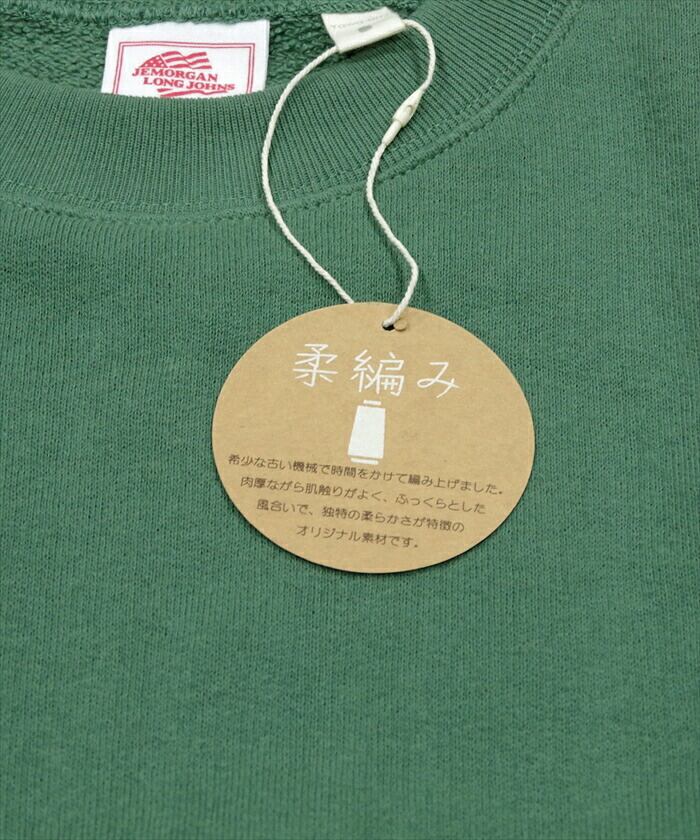 JEMORGAN
LONG JOHNS
柔編み
希少な古い機械で時間をかけて編み上げました。
肉厚ながら肌触りがよく、ふっくらとした
風合いで、独特の柔らかさが特徴の
オリジナル素材です。